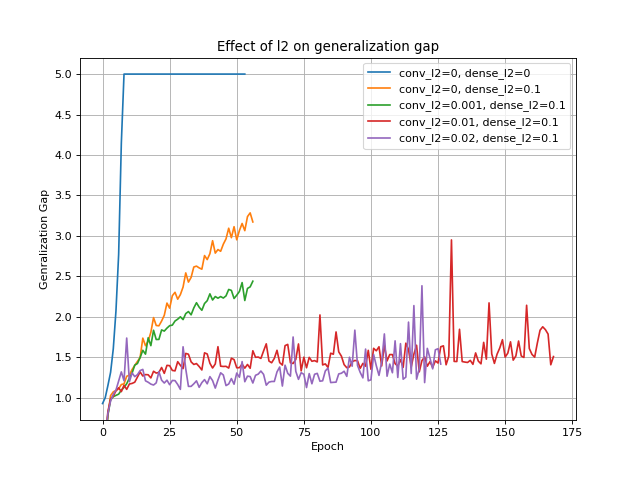 Effect of l2 on generalization gap
conv_l2=0, dense_l2=0
conv_l2=0, dense_l2=0.1
conv_l2=0.001, dense_l2=0.1
conv_l2=0.01, dense_l2=0.1
conv_l2=0.02, dense_l2=0.1
Genralization Gap
5.0
4.5
4.0
3.5
3.0
2.5
2.0
1.5
1.0
0 25 50 75 100 125 150 175
Epoch